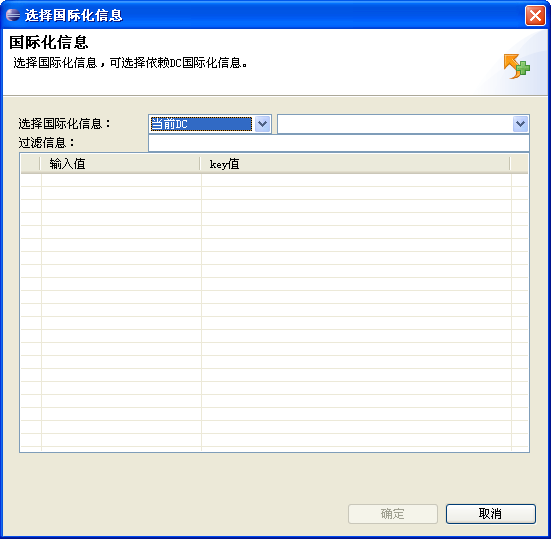 选择国际化信息
国际化信息
选择国际化信息，可选择依赖DC国际化信息。
选择国际化信息： 当前DC
过滤信息：
输入值 key值
确定 取消